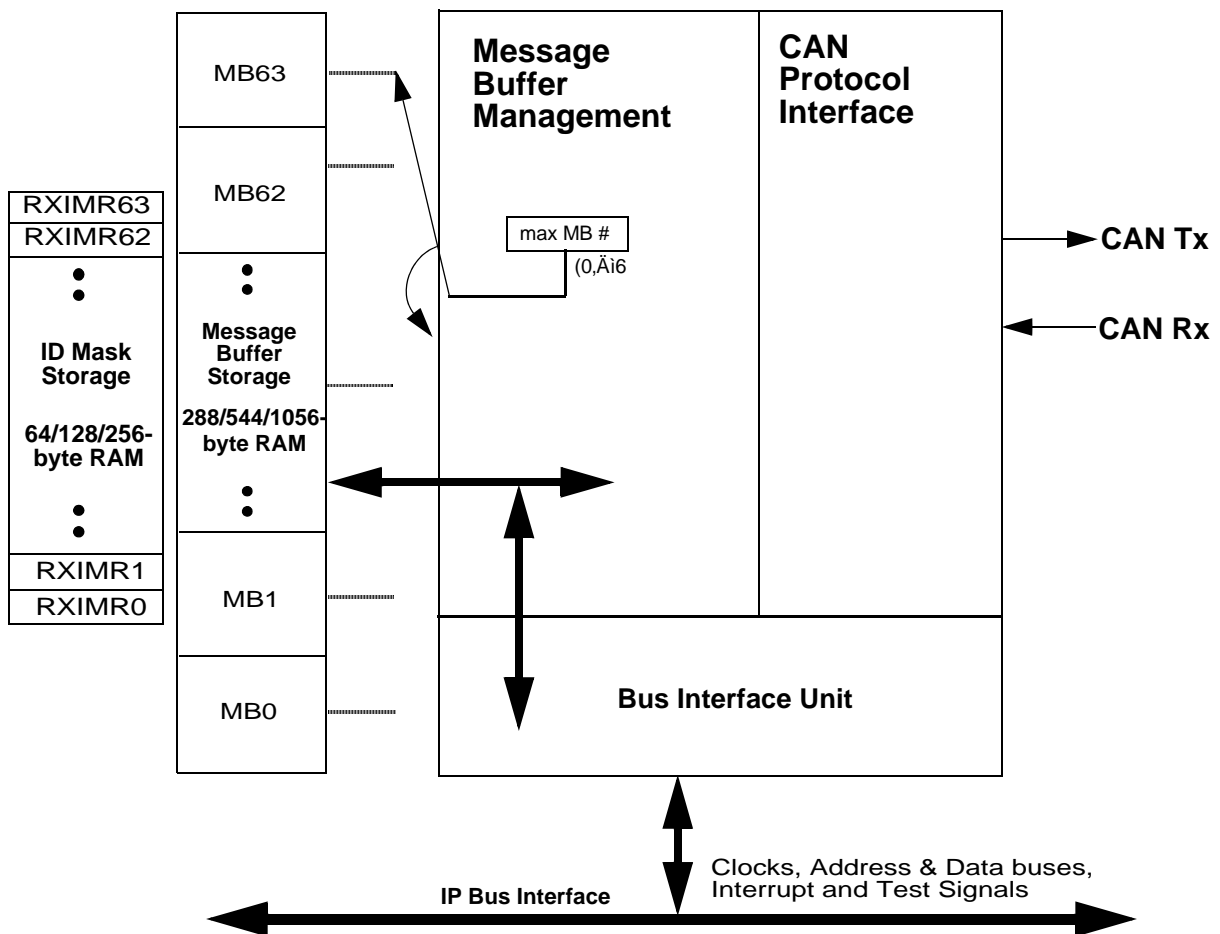 MB63
MB62
Message
Buffer
Storage
288/544/1056-
byte RAM
MB1
MB0
RXIMR63
RXIMR62
ID Mask
Storage
64/128/256-
byte RAM
RXIMR1
RXIMR0
Message
Buffer
Management
max MB #
(0‚Äì6
CAN
Protocol
Interface
CAN Tx
CAN Rx
Bus Interface Unit
Clocks, Address & Data buses,
Interrupt and Test Signals
IP Bus Interface